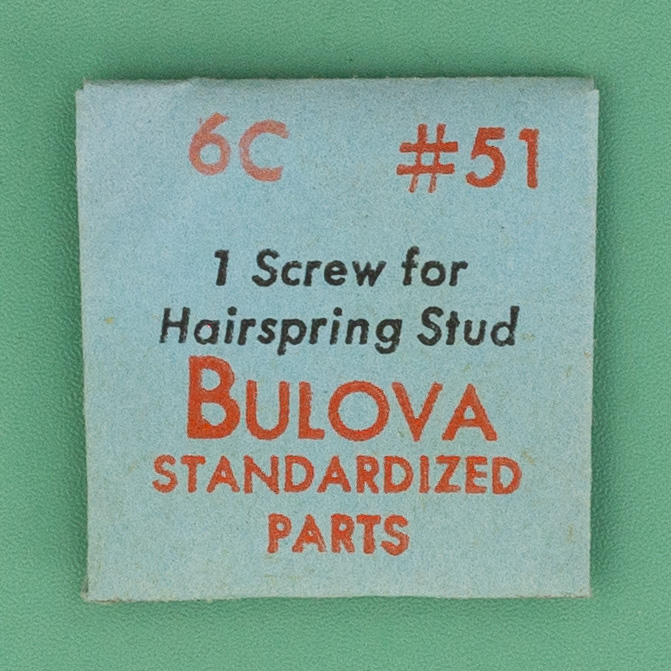 6C #51
1 Screw for
Hairspring Stud
BULOVA
STANDARDIZED
PARTS